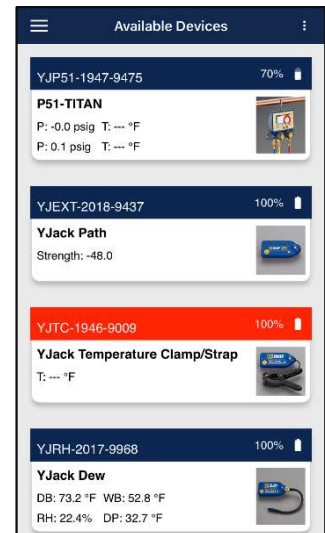 Available Devices
YJP51-1947-9475 70%
P51-TITAN
P: -0.0 psig T: --- °F
P: 0.1 psig T: --- °F
YJEXT-2018-9437 100%
YJack Path
Strength: -48.0
YJTC-1946-9009 100%
YJack Temperature Clamp/Strap
T: --- °F
YJRH-2017-9968 100%
YJack Dew
DB: 73.2 °F WB: 52.8 °F
RH: 22.4% DP: 32.7 °F